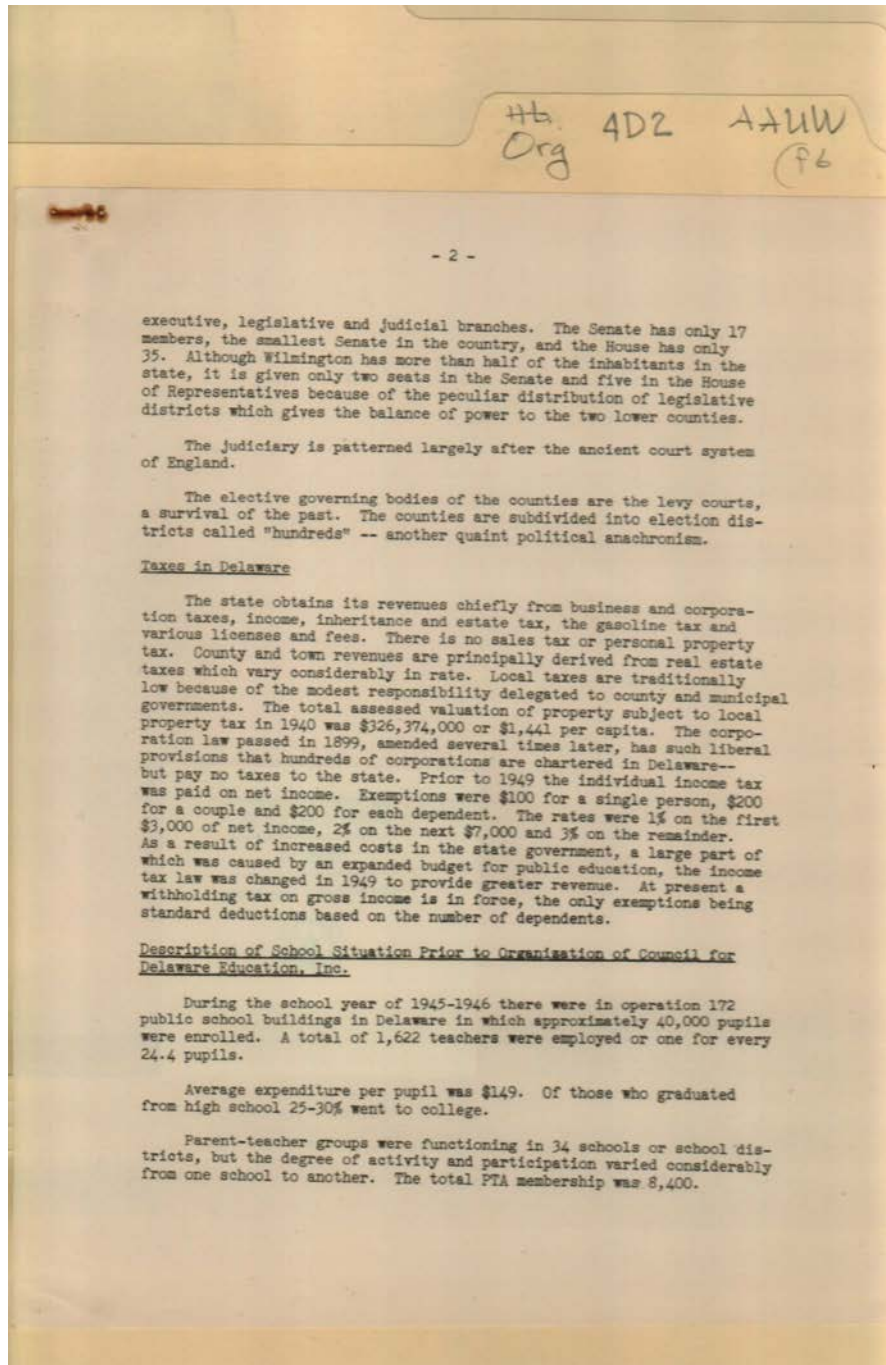 Org 4D2 AAUW
- 2 -
executive, legislative and judicial branches. The Senate has only 17
members, the smallest Senate in the country, and the House has only
35. Although Wilmington has more than half of the inhabitants in the
state, it is given only two seats in the Senate and five in the House
of Representatives because of the peculiar distribution of legislative
districts which gives the balance of power to the two lower counties.
The judiciary is patterned largely after the ancient court system
of England.
The elective governing bodies of the counties are the levy courts,
a survival of the past. The counties are subdivided into election dis-
tricts called "hundreds" -- another quaint political anachronism.
Taxes in Delaware
The state obtains its revenues chiefly from business and corpora-
tion taxes, income, inheritance and estate tax, the gasoline tax and
various licenses and fees. There is no sales tax or personal property
tax. County and town revenues are principally derived from real estate
taxes which vary considerably in rate. Local taxes are traditionally
low because of the modest responsibility delegated to county and municipal
governments. The total assessed valuation of property subject to local
property tax in 1940 was $326,374,000 or $1,441 per capita. The corpo-
ration law passed in 1899, amended several times later, has such liberal
provisions that hundreds of corporations are chartered in Delaware--
but pay no taxes to the state. Prior to 1949 the individual income tax
was paid on net income. Exemptions were $100 for a single person, $200
for a couple and $200 for each dependent. The rates were 1% on the first
$3,000 of net income, 2% on the next $7,000 and 3% on the remainder.
As a result of increased costs in the state government, a large part of
which was caused by an expanded budget for public education, the income
tax law was changed in 1949 to provide greater revenue. At present a
withholding tax on gross income is in force, the only exemptions being
standard deductions based on the number of dependents.
Description of School Situation Prior to Organization of Council for
Delaware Education, Inc.
During the school year of 1945-1946 there were in operation 172
public school buildings in Delaware in which approximately 40,000 pupils
were enrolled. A total of 1,622 teachers were employed or one for every
24.4 pupils.
Average expenditure per pupil was $149. Of those who graduated
from high school 25-30% went to college.
Parent-teacher groups were functioning in 34 schools or school dis-
tricts, but the degree of activity and participation varied considerably
from one school to another. The total PTA membership was 8,400.